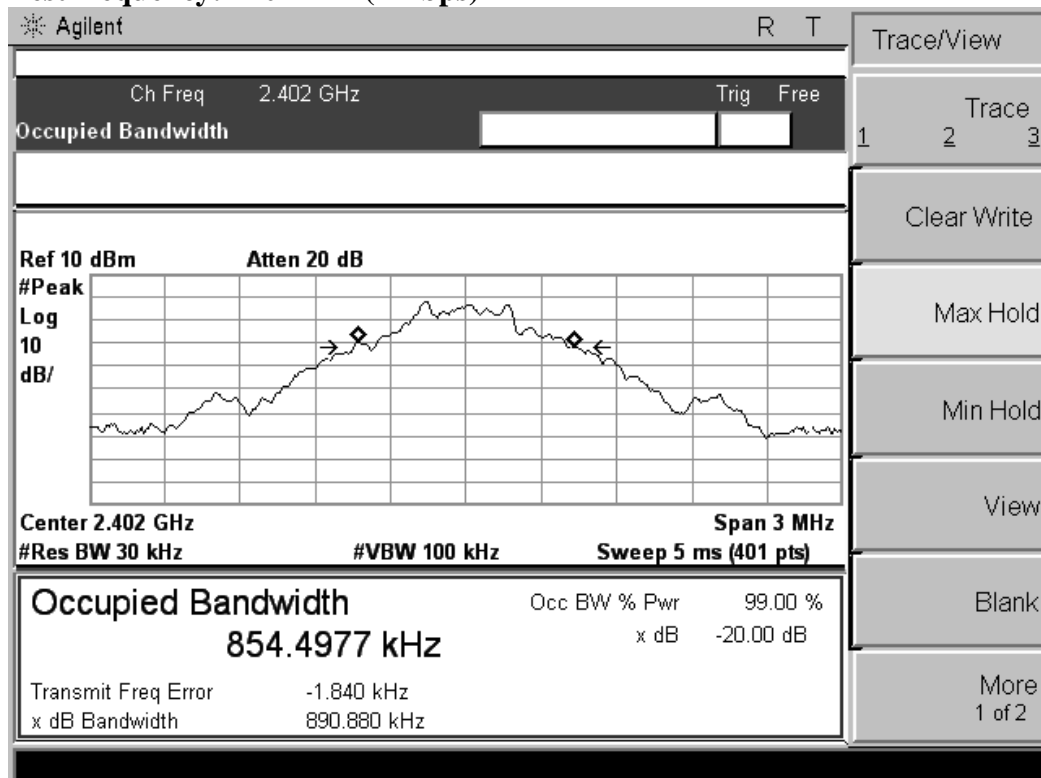 Agilent R T
Trace/View
Ch Freq 2.402 GHz Trig Free
Occupied Bandwidth
Trace
1 2 3
Clear Write
Max Hold
Min Hold
View
Blank
More
1 of 2
Ref 10 dBm Atten 20 dB
#Peak
Log
10
dB/
Center 2.402 GHz Span 3 MHz
#Res BW 30 kHz #VBW 100 kHz Sweep 5 ms (401 pts)
Occupied Bandwidth Occ BW % Pwr 99.00 %
854.4977 kHz x dB -20.00 dB
Transmit Freq Error -1.840 kHz
x dB Bandwidth 890.880 kHz